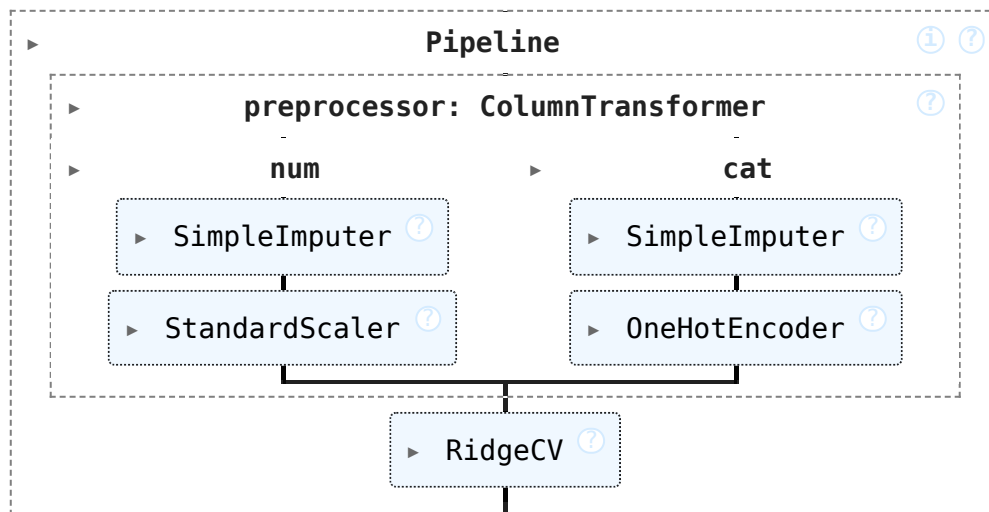 Pipeline i ?
preprocessor: ColumnTransformer ?
num cat
SimpleImputer ? SimpleImputer ?
StandardScaler ? OneHotEncoder ?
RidgeCV ?